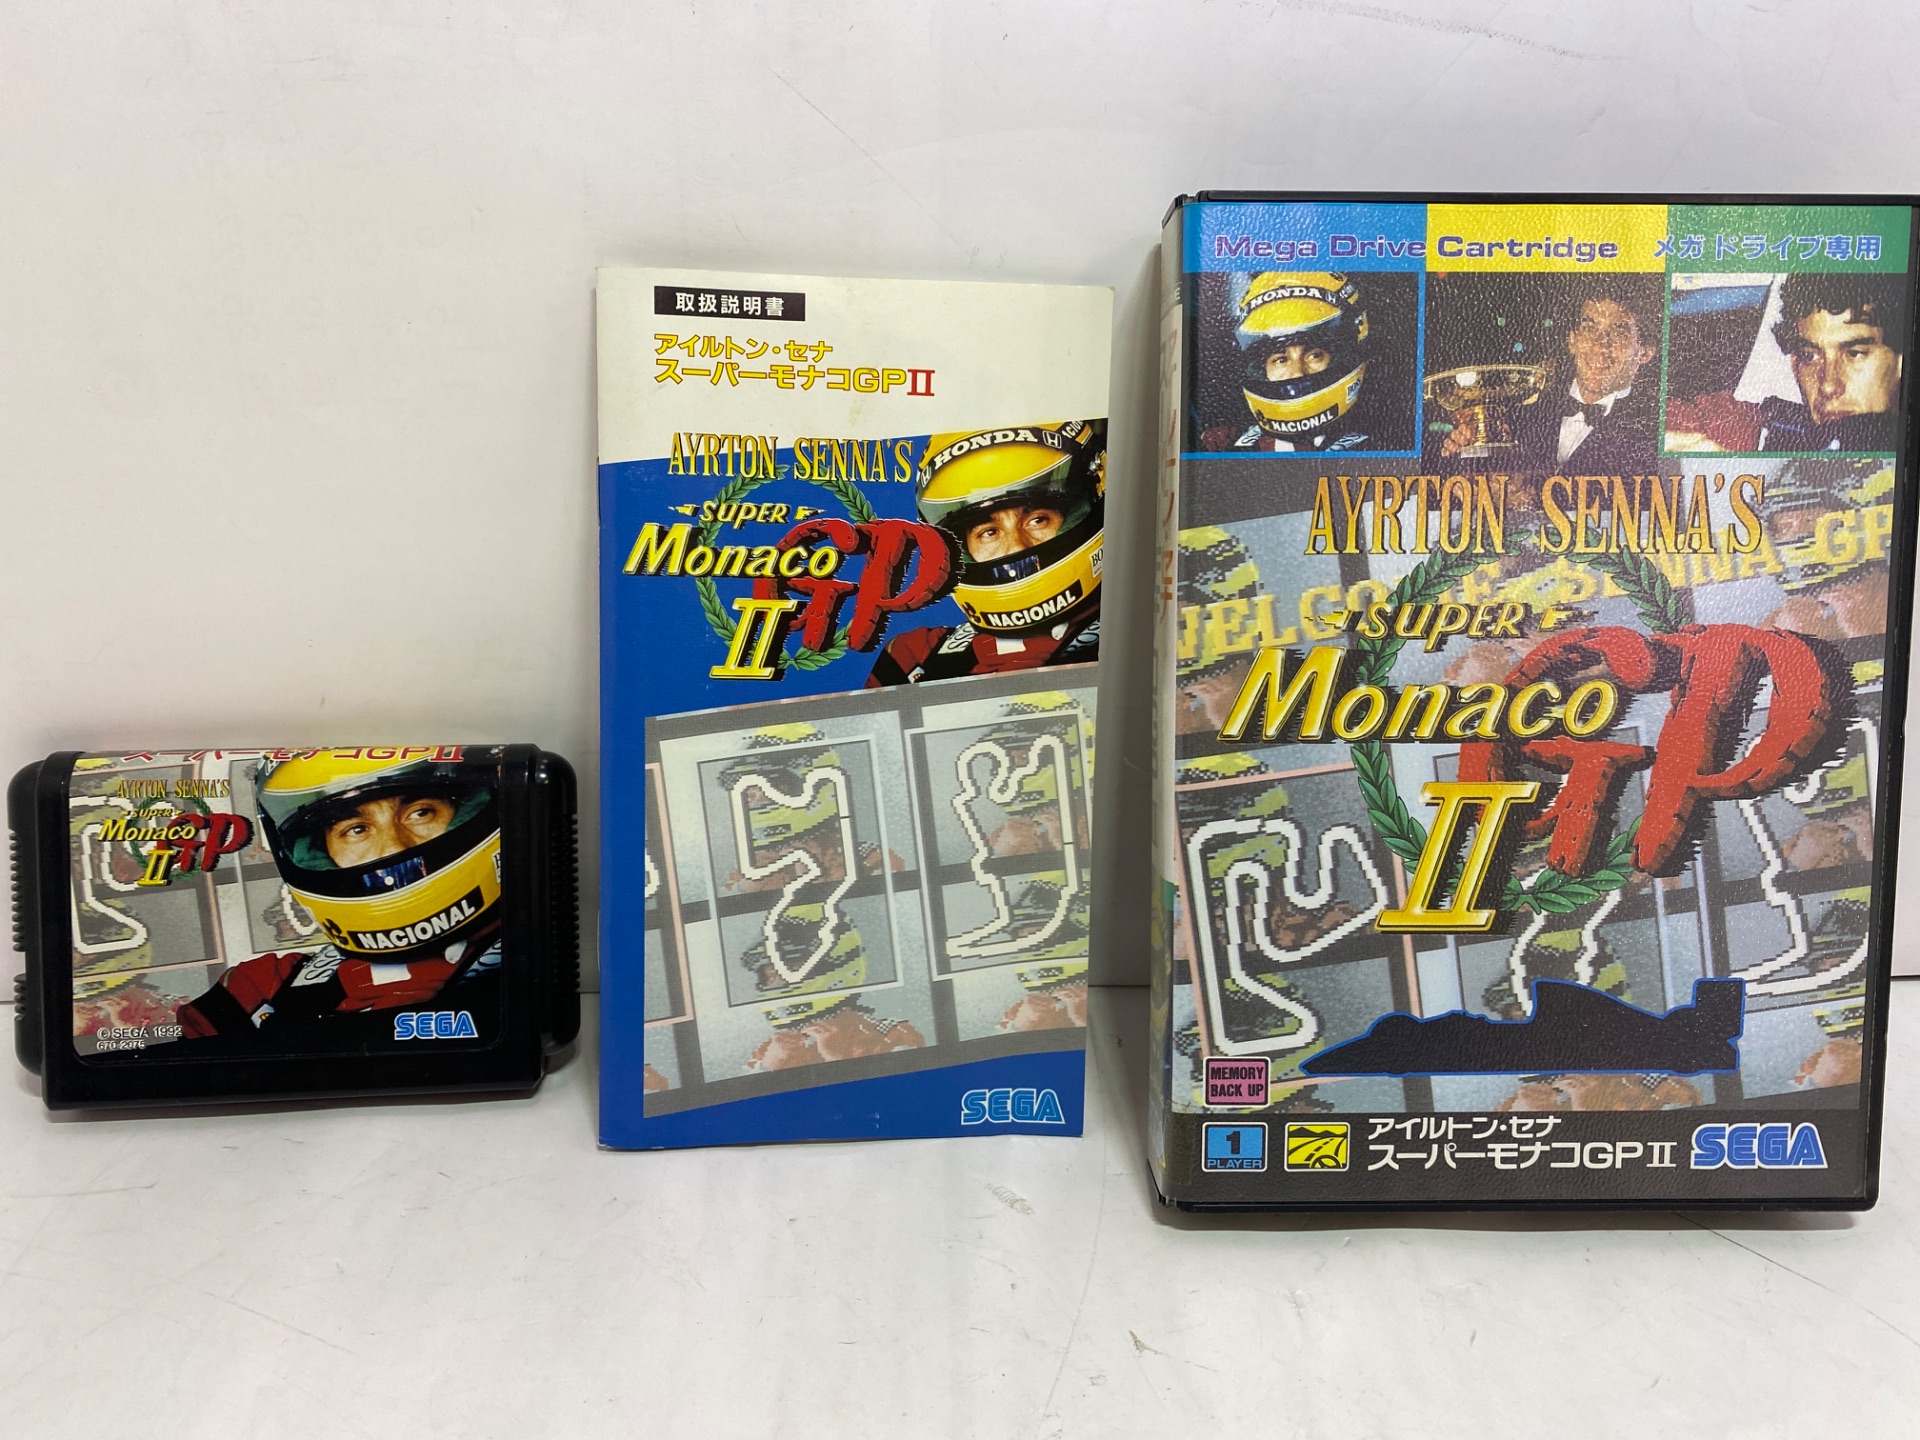 スーパーモナコGPII
AYRTON SENNA'S
SUPER
Monaco GP
II
NACIONAL
© SEGA 1992
670-2075
SEGA
取扱説明書
アイルトン・セナ
スーパーモナコGPII
AYRTON SENNA'S
SUPER
Monaco GP
II
HONDA
NACIONAL
SEGA
Mega Drive Cartridge メガドライブ専用
HONDA
NACIONAL
AYRTON SENNA'S
WELCOME SENNA GP
SUPER
Monaco GP
II
MEMORY
BACK UP
1
PLAYER
アイルトン・セナ
スーパーモナコGPII
SEGA